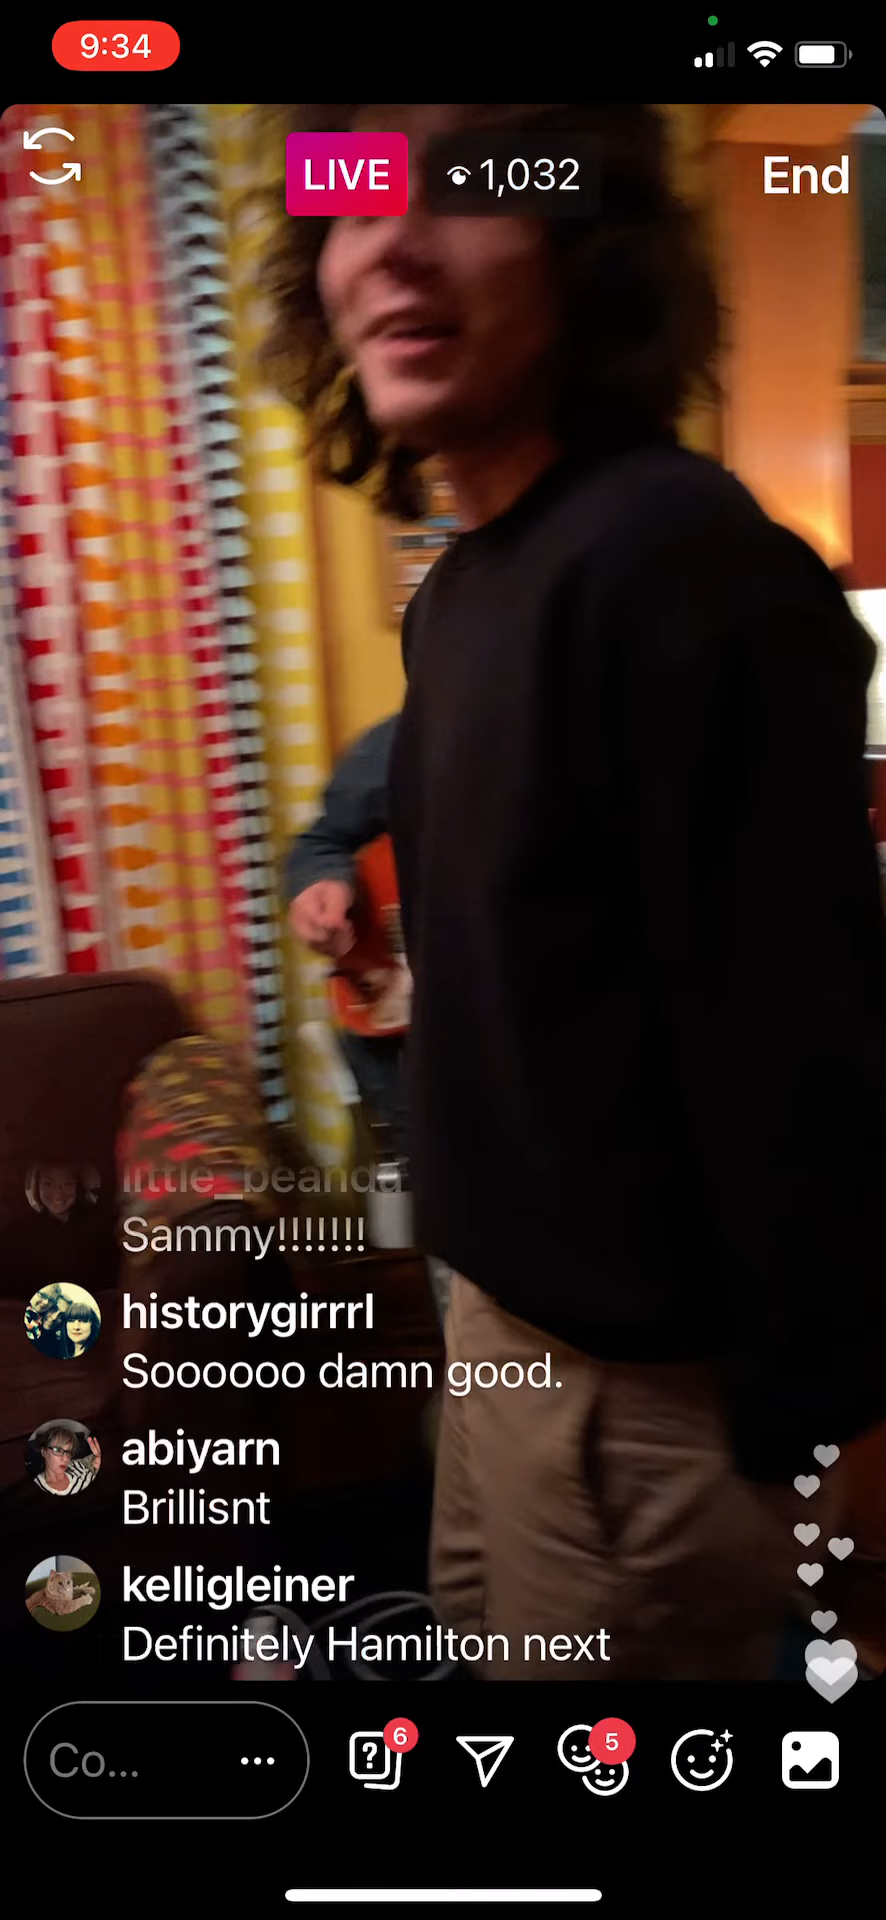 9:34
LIVE
1,032
End
Sammy!!!!!!!
historygirrrl
Soooooo damn good.
abiyarn
Brillisnt
kelligleiner
Definitely Hamilton next
Co...
6
5